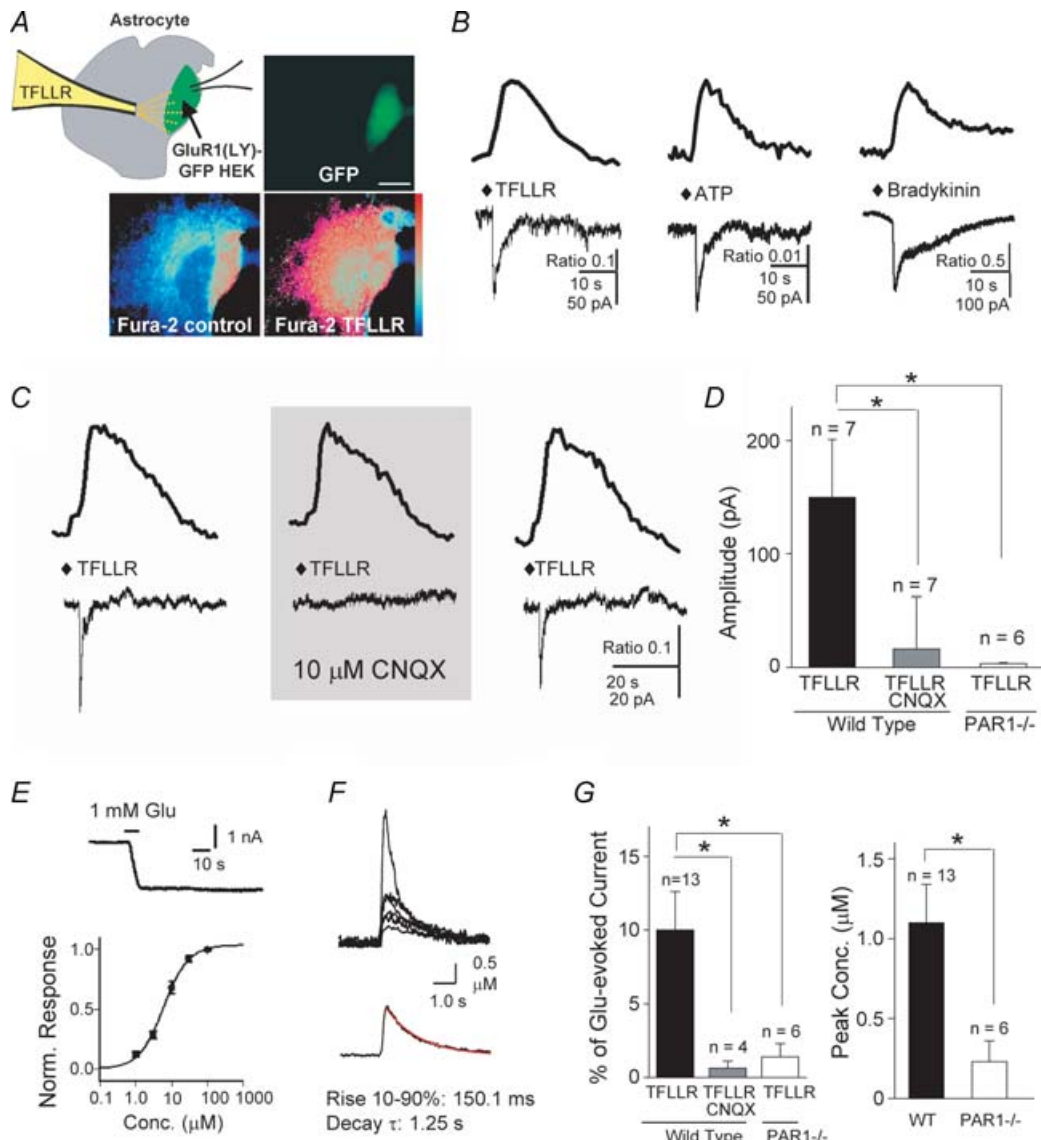 A
Astrocyte
TFLLR
GluR1(LY)-
GFP HEK
GFP
Fura-2 control
Fura-2 TFLLR
B
◆ TFLLR
Ratio 0.1
10 s
50 pA
◆ ATP
Ratio 0.01
10 s
50 pA
◆ Bradykinin
Ratio 0.5
10 s
100 pA
C
◆ TFLLR
◆ TFLLR
10 μM CNQX
◆ TFLLR
Ratio 0.1
20 s
20 pA
D
Amplitude (pA)
200
100
0
n = 7
*
n = 7
*
n = 6
TFLLR
TFLLR
CNQX
TFLLR
Wild Type
PAR1-/-
E
1 mM Glu
1 nA
10 s
Norm. Response
1.0
0.5
0.0
0.1 1.0 10 100 1000
Conc. (μM)
F
0.5
μM
1.0 s
Rise 10-90%: 150.1 ms
Decay τ: 1.25 s
G
% of Glu-evoked Current
15
10
5
0
n=13
*
*
n = 4
n = 6
TFLLR
TFLLR
CNQX
TFLLR
Wild Type
PAR1-/-
Peak Conc. (μM)
1.5
1.0
0.5
0
n = 13
*
n = 6
WT
PAR1-/-